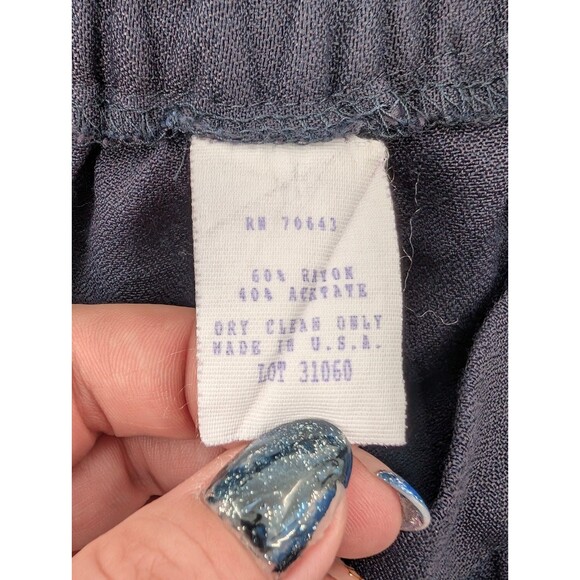 RN 70643
60% RAYON
40% ACETATE
DRY CLEAN ONLY
MADE IN U.S.A.
LOT 31060